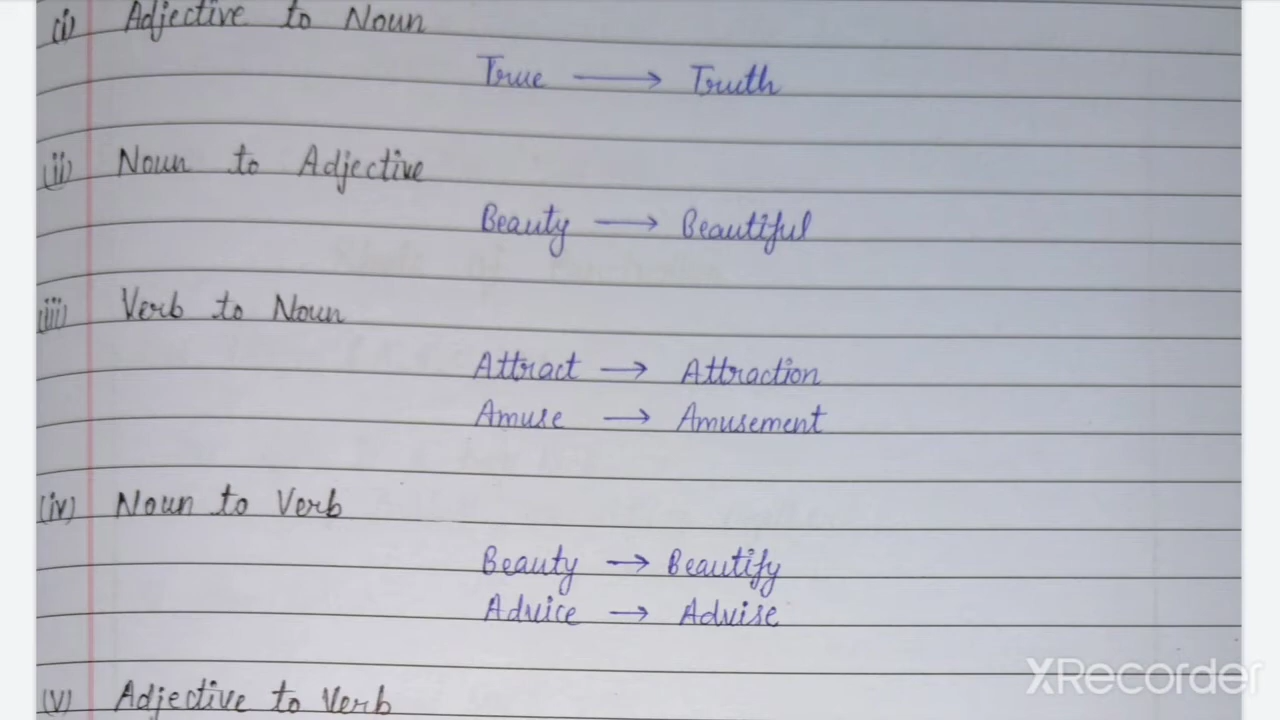 (i) Adjective to Noun
True → Truth
(ii) Noun to Adjective
Beauty → Beautiful
(iii) Verb to Noun
Attract → Attraction
Amuse → Amusement
(iv) Noun to Verb
Beauty → Beautify
Advice → Advise
(v) Adjective to Verb
XRecorder